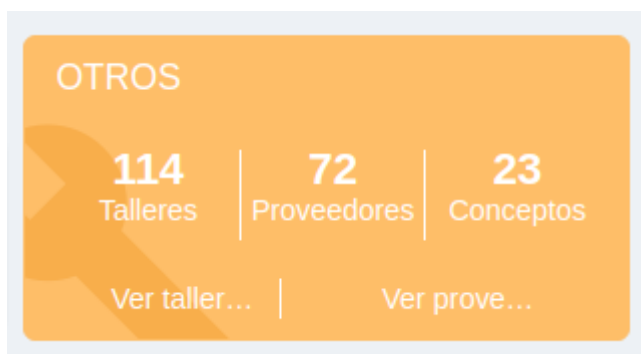 OTROS
114 72 23
Talleres Proveedores Conceptos
Ver taller... Ver prove...